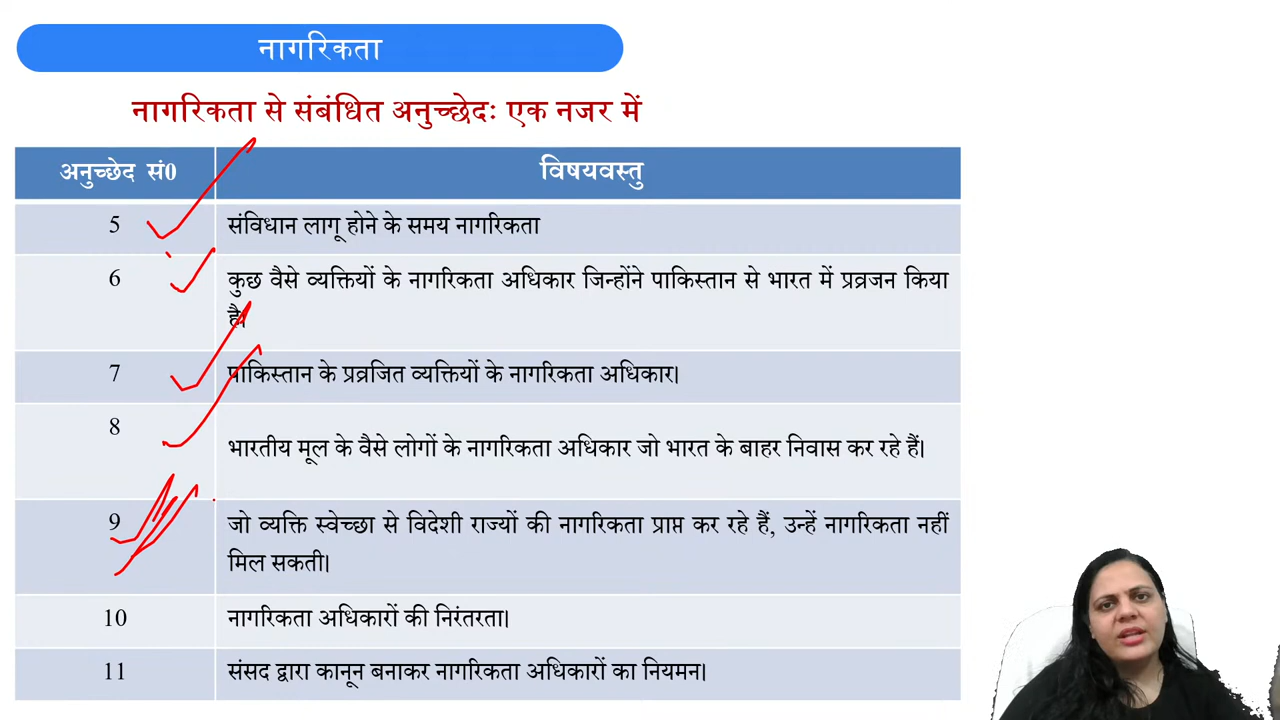 नागरिकता
नागरिकता से संबंधित अनुच्छेदः एक नजर में
अनुच्छेद सं0 विषयवस्तु
5 संविधान लागू होने के समय नागरिकता
6 कुछ वैसे व्यक्तियों के नागरिकता अधिकार जिन्होंने पाकिस्तान से भारत में प्रव्रजन किया
है।
7 पाकिस्तान के प्रव्रजित व्यक्तियों के नागरिकता अधिकार।
8 भारतीय मूल के वैसे लोगों के नागरिकता अधिकार जो भारत के बाहर निवास कर रहे हैं।
9 जो व्यक्ति स्वेच्छा से विदेशी राज्यों की नागरिकता प्राप्त कर रहे हैं, उन्हें नागरिकता नहीं
मिल सकती।
10 नागरिकता अधिकारों की निरंतरता।
11 संसद द्वारा कानून बनाकर नागरिकता अधिकारों का नियमन।